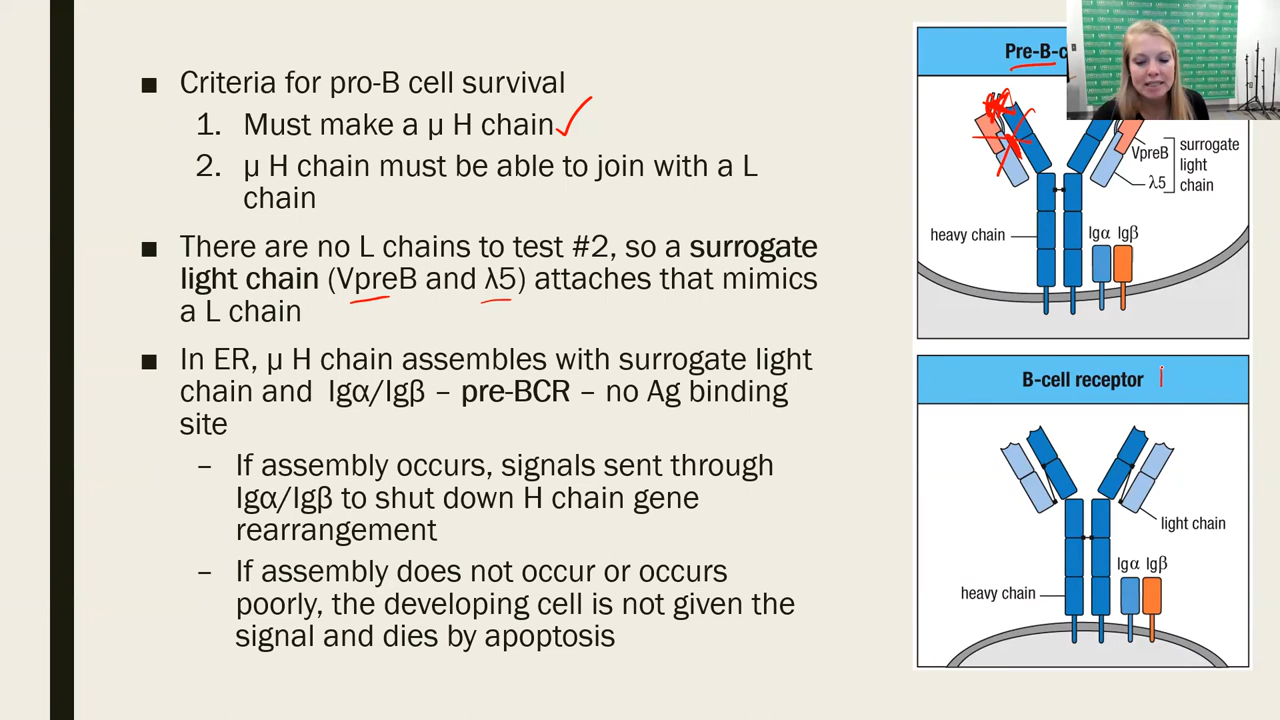 ■ Criteria for pro-B cell survival
1. Must make a µ H chain
2. µ H chain must be able to join with a L
chain
■ There are no L chains to test #2, so a surrogate
light chain (VpreB and λ5) attaches that mimics
a L chain
■ In ER, µ H chain assembles with surrogate light
chain and Igα/Igβ – pre-BCR – no Ag binding
site
– If assembly occurs, signals sent through
Igα/Igβ to shut down H chain gene
rearrangement
– If assembly does not occur or occurs
poorly, the developing cell is not given the
signal and dies by apoptosis
Pre-B-c
VpreB
λ5
surrogate
light
chain
heavy chain
Igα Igβ
B-cell receptor
light chain
Igα Igβ
heavy chain